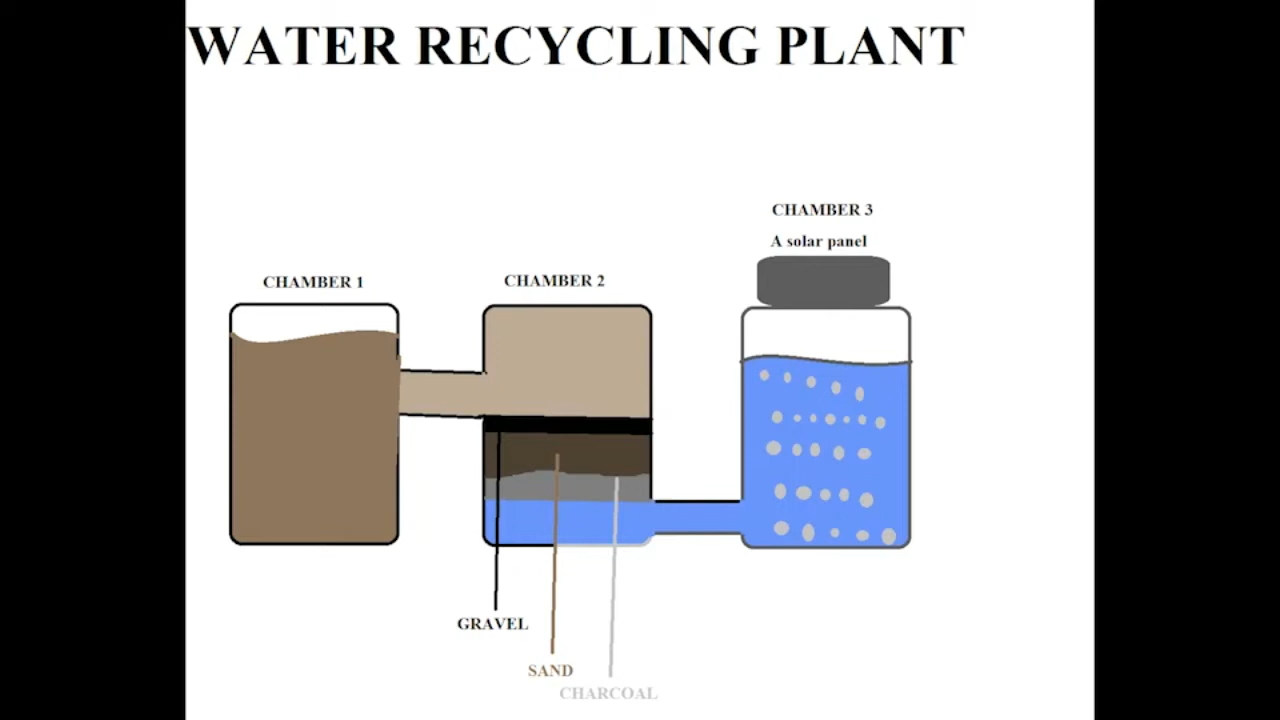 WATER RECYCLING PLANT
CHAMBER 3
A solar panel
CHAMBER 1
CHAMBER 2
GRAVEL
SAND
CHARCOAL